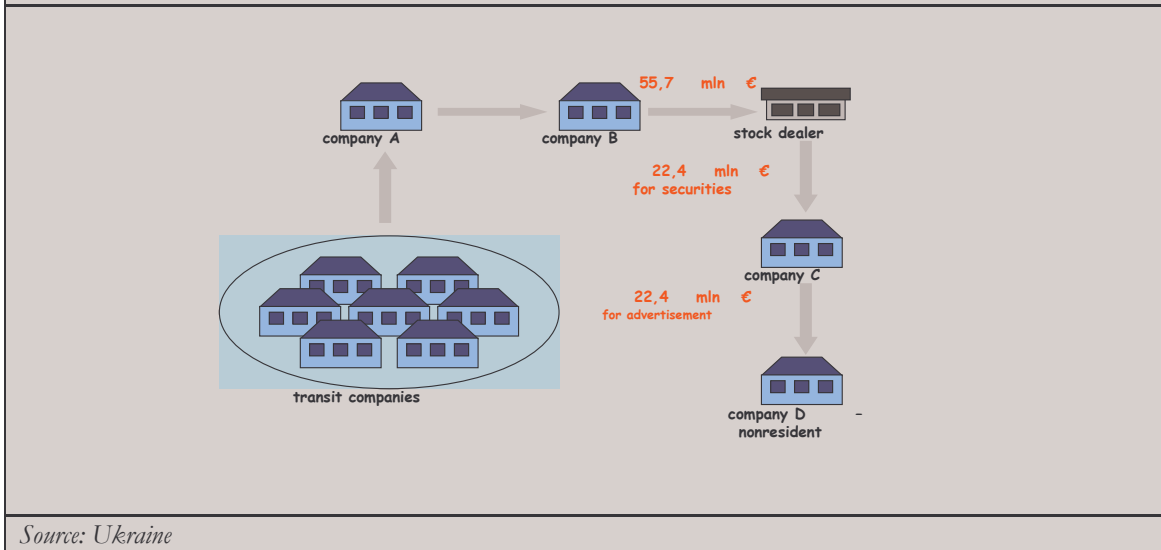 55,7 mln €
company A
company B
stock dealer
22,4 mln €
for securities
company C
22,4 mln €
for advertisement
transit companies
company D -
nonresident
Source: Ukraine